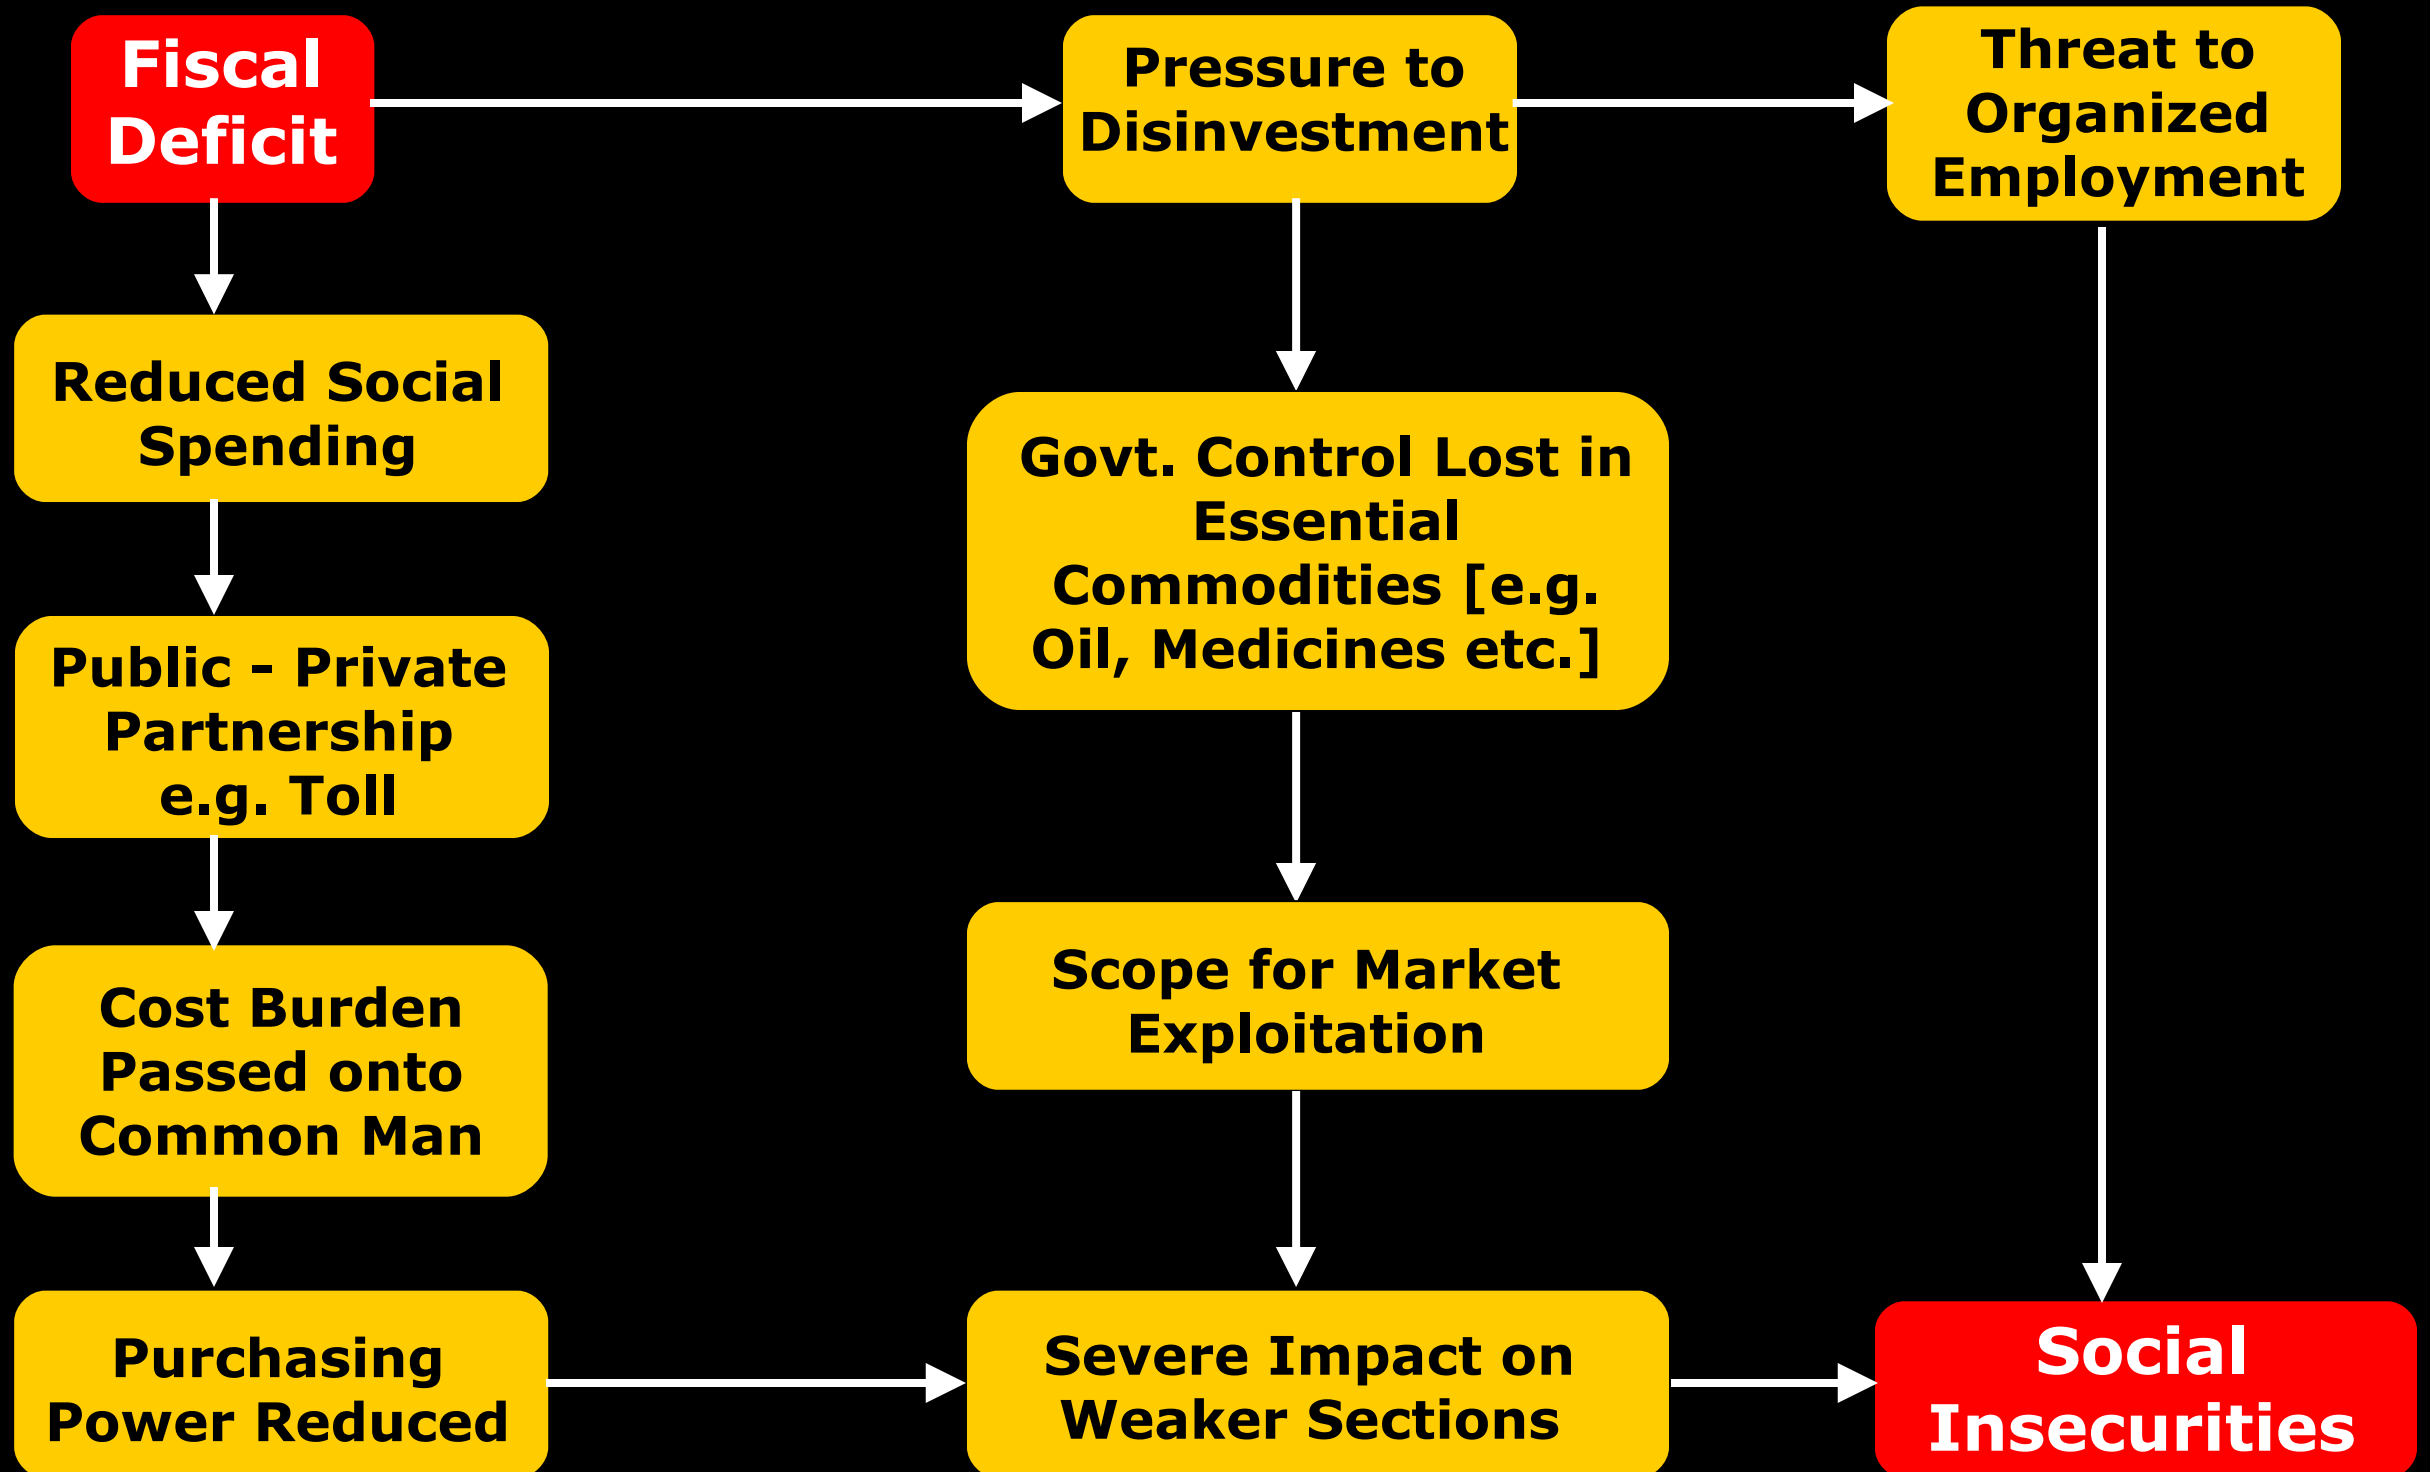 Fiscal
Deficit
Pressure to
Disinvestment
Threat to
Organized
Employment
Reduced Social
Spending
Govt. Control Lost in
Essential
Commodities [e.g.
Oil, Medicines etc.]
Public - Private
Partnership
e.g. Toll
Scope for Market
Exploitation
Cost Burden
Passed onto
Common Man
Purchasing
Power Reduced
Severe Impact on
Weaker Sections
Social
Insecurities